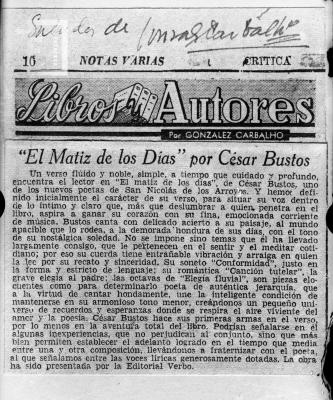 Saludos de Gonzalez Carbalho
16 NOTAS VARIAS CRITICA
Libros Autores
Por GONZALEZ CARBALHO
"El Matiz de los Días" por César Bustos
Un verso flúido y noble, simple, a tiempo que cuidado y profundo,
encuentra el lector en "El matiz de los días", de César Bustos, uno
de los nuevos poetas de San Nicolás de los Arroyos. Y hemos defi-
nido inicialmente el carácter de su verso, para situar su voz dentro
de lo íntimo y claro que, más que deslumbrar a quien penetra en el
libro, aspira a ganar su corazón con su fina, emocionada corriente
de música. Bustos canta con delicado acierto a su paisaje, al mundo
apacible que lo rodea, a la demorada hondura de sus días, con el tono
de su nostálgica soledad. No se impone sino temas que él ha llevado
largamente consigo, que le pertenecen en el sentir y el meditar coti-
diano; por eso su cuerda tiene entrañable vibración y arraiga en quien
la lee por su recato y sinceridad. Su soneto "Conformidad", justo en
la forma y estricto de lenguaje; su romántica "Canción tutelar", la
grave elegía al padre; las octavas de "Elegía fluvial", son piezas elo-
cuentes como para determinarlo poeta de auténtica jerarquía, que
a la virtud de cantar hondamente, une la inteligente condición de
mantenerse en su armonioso tono menor, creándonos un pequeño uni-
verso de recuerdos y esperanzas donde se respira el aire viviente del
amor y la poesía. César Bustos hace sus primeras armas en el verso,
por lo menos en la aventura total del libro. Podrían señalarse en él
algunas inexperiencias, que no perjudican al conjunto, sino que más
bien permiten establecer el adelanto logrado en el tiempo que media
entre una y otra composición, llevándonos a fraternizar con el poeta,
al que señalamos entre las voces líricas generosamente dotadas. La obra
ha sido presentada por la Editorial Verbo.